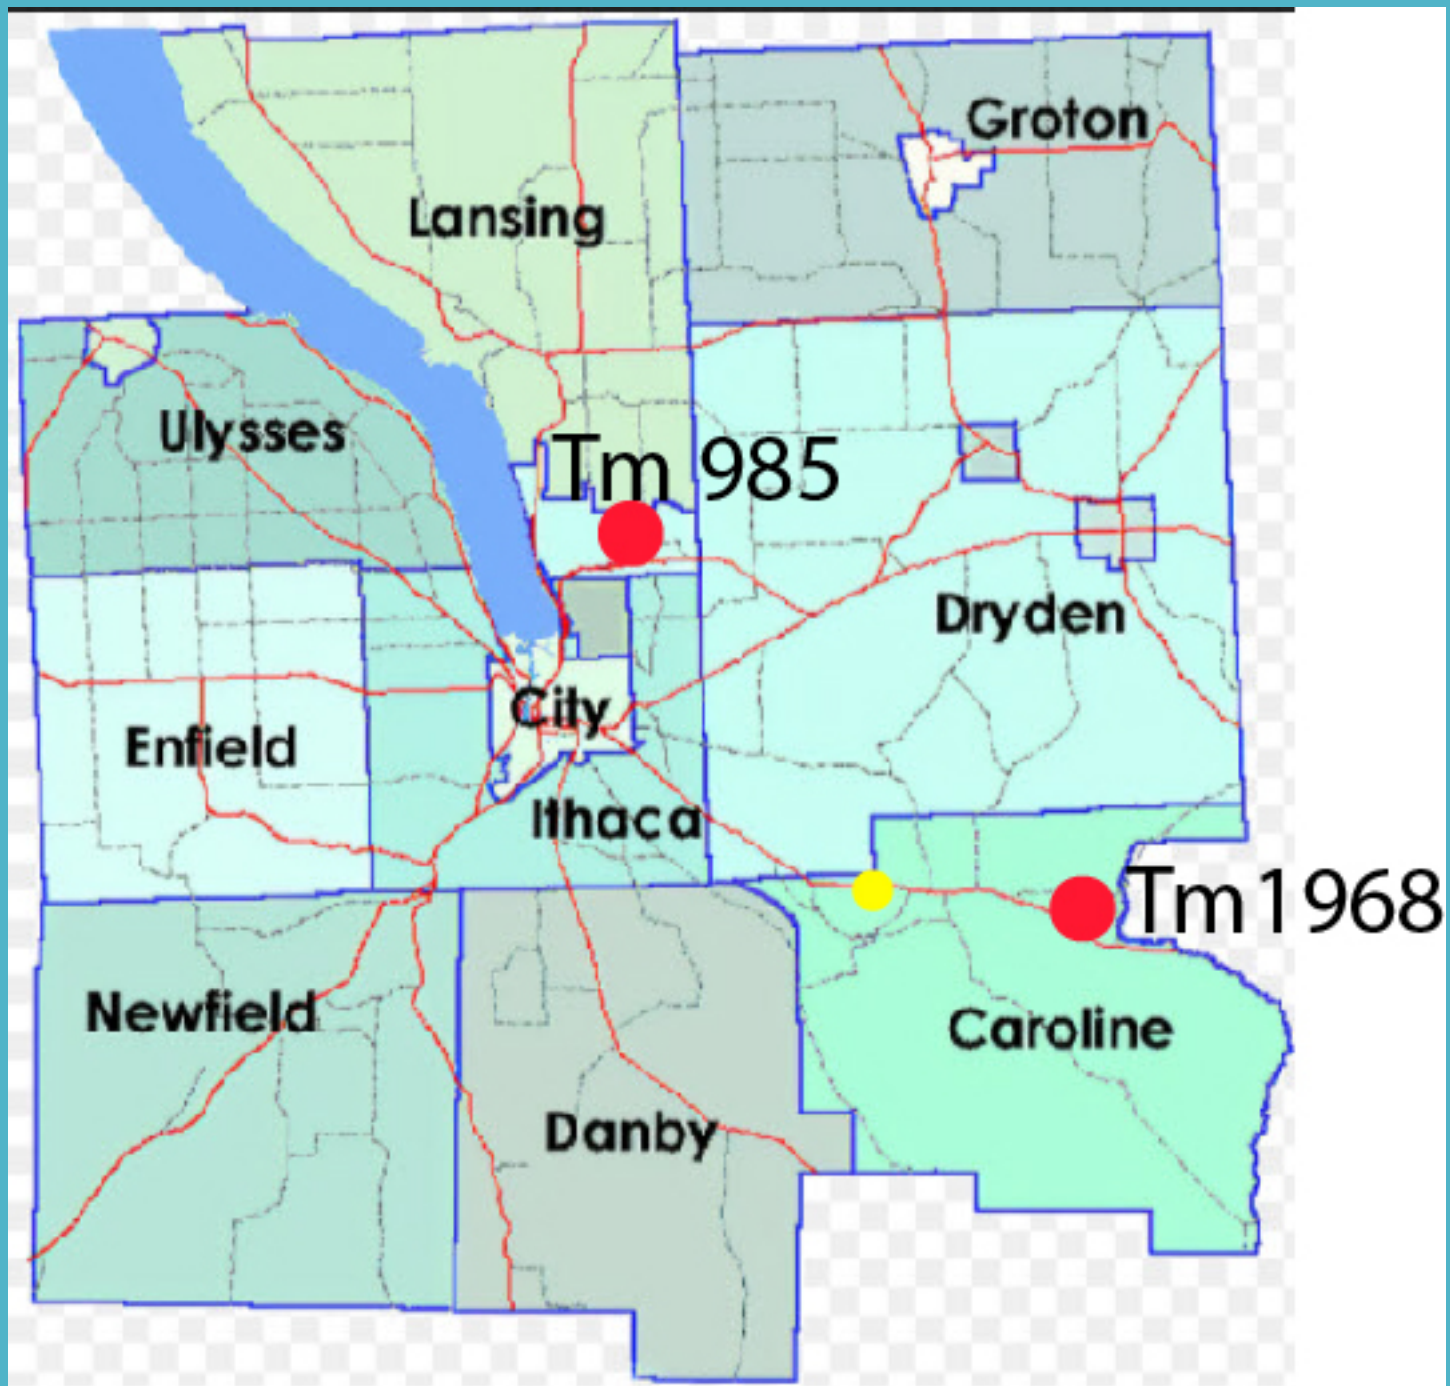 Groton
Lansing
Ulysses
Tm 985
Dryden
City
Enfield
Ithaca
Tm1968
Newfield
Caroline
Danby